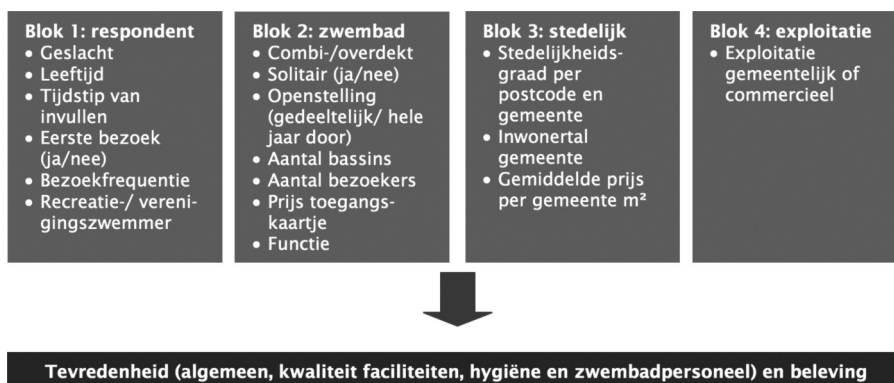 Blok 1: respondent
• Geslacht
• Leeftijd
• Tijdstip van
invullen
• Eerste bezoek
(ja/nee)
• Bezoekfrequentie
• Recreatie-/ vereni-
gingszwemmer
Blok 2: zwembad
• Combi-/overdekt
• Solitair (ja/nee)
• Openstelling
(gedeeltelijk/ hele
jaar door)
• Aantal bassins
• Aantal bezoekers
• Prijs toegangs-
kaartje
• Functie
Blok 3: stedelijk
• Stedelijkheids-
graad per
postcode en
gemeente
• Inwonertal
gemeente
• Gemiddelde prijs
per gemeente m²
Blok 4: exploitatie
• Exploitatie
gemeentelijk of
commercieel
Tevredenheid (algemeen, kwaliteit faciliteiten, hygiëne en zwembadpersoneel) en beleving